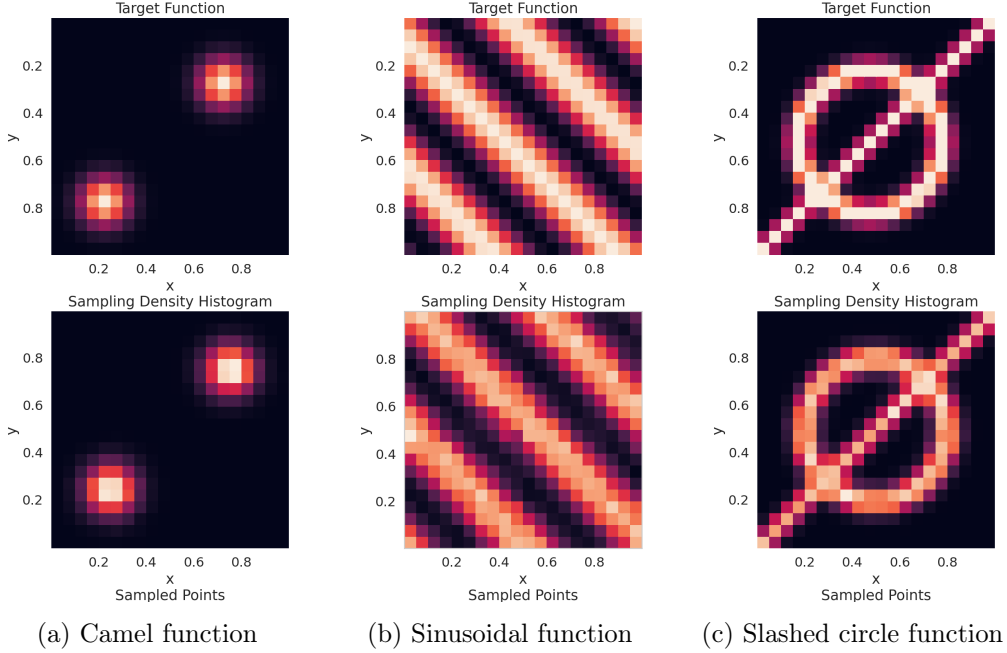 Target Function
y
0.2
0.4
0.6
0.8
0.2 0.4 0.6 0.8
x
Sampling Density Histogram
y
0.8
0.6
0.4
0.2
0.2 0.4 0.6 0.8
x
Sampled Points
(a) Camel function
Target Function
y
0.2
0.4
0.6
0.8
0.2 0.4 0.6 0.8
x
Sampling Density Histogram
y
0.8
0.6
0.4
0.2
0.2 0.4 0.6 0.8
x
Sampled Points
(b) Sinusoidal function
Target Function
y
0.2
0.4
0.6
0.8
0.2 0.4 0.6 0.8
x
Sampling Density Histogram
y
0.8
0.6
0.4
0.2
0.2 0.4 0.6 0.8
x
Sampled Points
(c) Slashed circle function